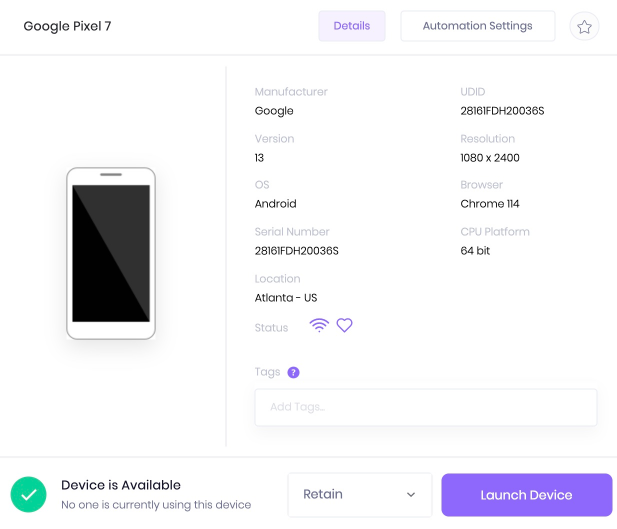 Google Pixel 7
Details
Automation Settings
Manufacturer
Google
UDID
28161FDH20036S
Version
13
Resolution
1080 x 2400
OS
Android
Browser
Chrome 114
Serial Number
28161FDH20036S
CPU Platform
64 bit
Location
Atlanta - US
Status
Tags ?
Add Tags...
Device is Available
No one is currently using this device
Retain
Launch Device